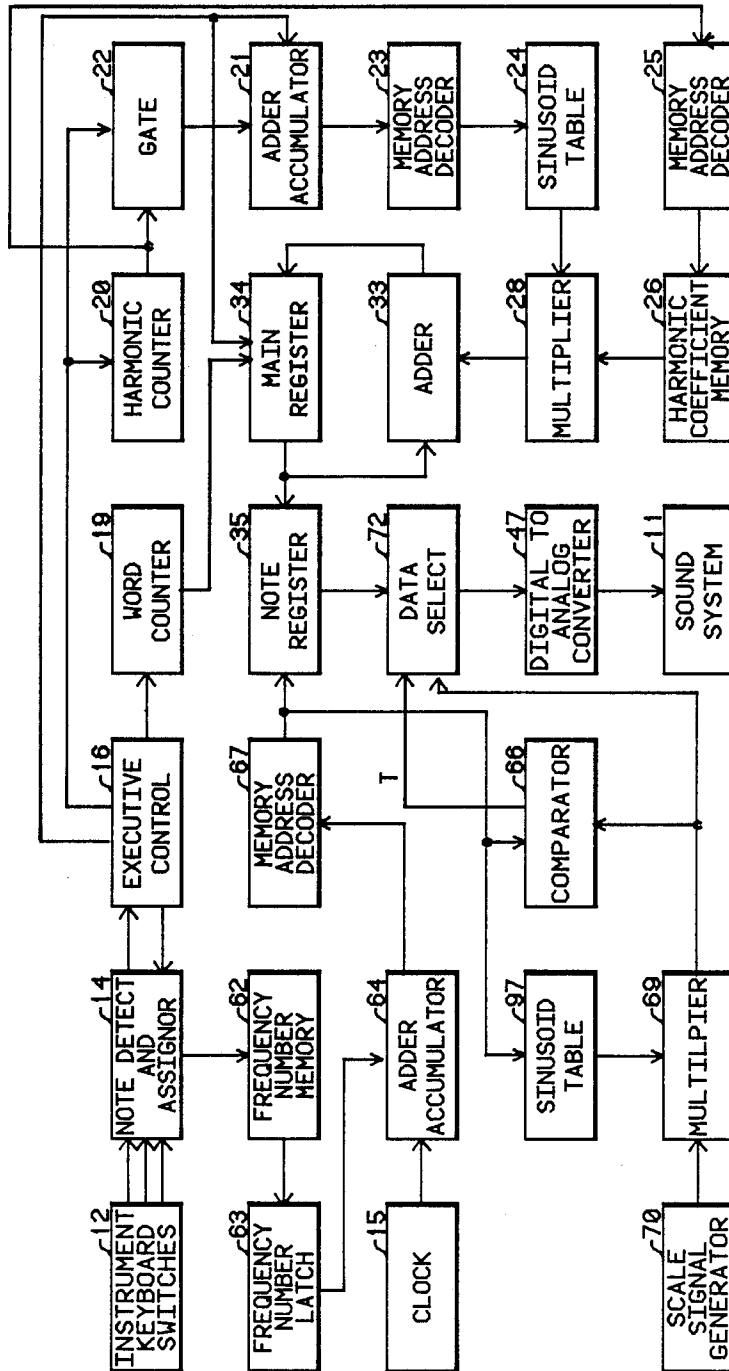 12
INSTRUMENT
KEYBOARD
SWITCHES
14
NOTE DETECT
AND
ASSIGNOR
16
EXECUTIVE
CONTROL
19
WORD
COUNTER
20
HARMONIC
COUNTER
22
GATE
63
FREQUENCY
NUMBER
LATCH
62
FREQUENCY
NUMBER
MEMORY
67
MEMORY
ADDRESS
DECODER
35
NOTE
REGISTER
34
MAIN
REGISTER
21
ADDER
ACCUMULATOR
15
CLOCK
64
ADDER
ACCUMULATOR
T
72
DATA
SELECT
33
ADDER
23
MEMORY
ADDRESS
DECODER
97
SINUSOID
TABLE
66
COMPARATOR
47
DIGITAL TO
ANALOG
CONVERTER
28
MULTIPLIER
24
SINUSOID
TABLE
70
SCALE
SIGNAL
GENERATOR
69
MULTILPIER
11
SOUND
SYSTEM
26
HARMONIC
COEFFICIENT
MEMORY
25
MEMORY
ADDRESS
DECODER